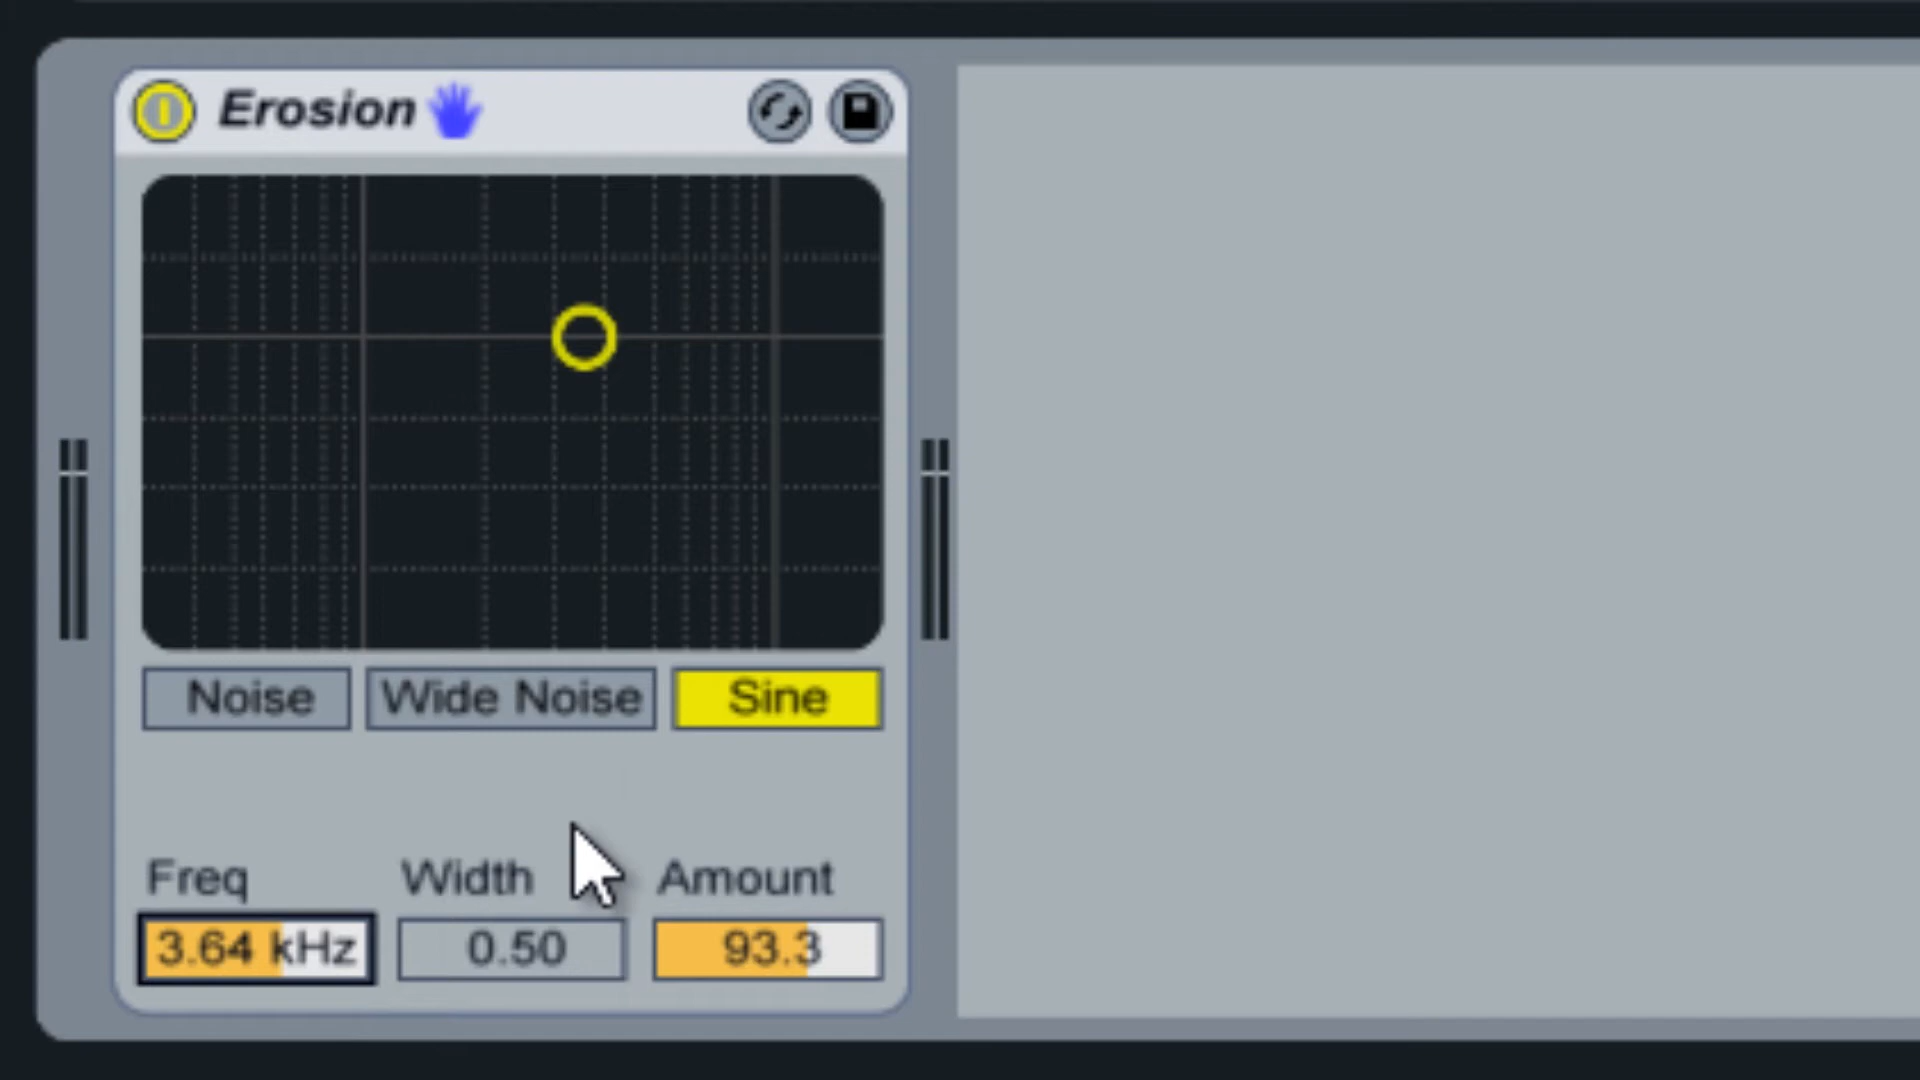 Erosion
Noise Wide Noise Sine
Freq Width Amount
3.64 kHz 0.50 93.3